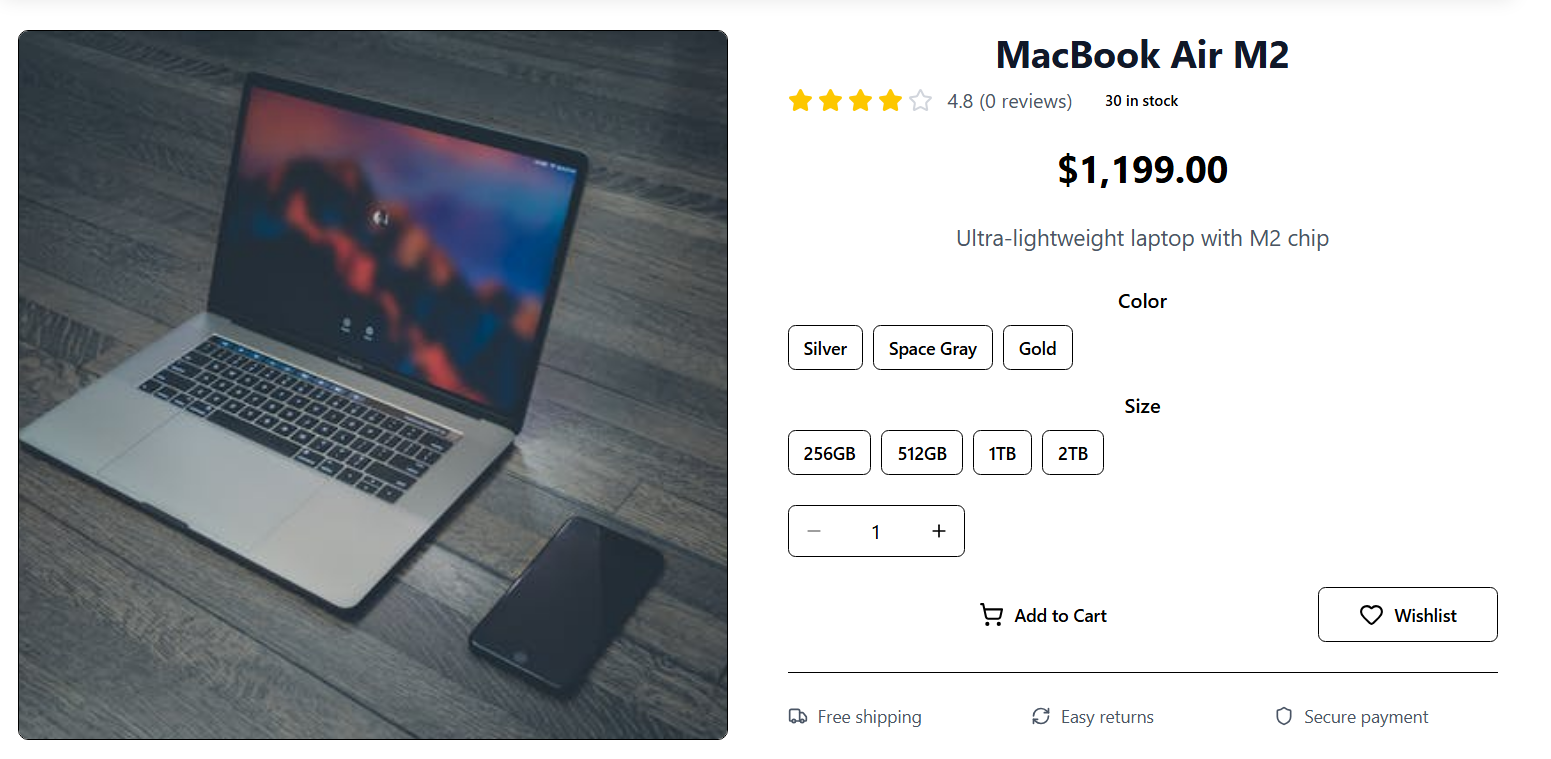 MacBook Air M2
4.8 (0 reviews) 30 in stock
$1,199.00
Ultra-lightweight laptop with M2 chip
Color
Silver Space Gray Gold
Size
256GB 512GB 1TB 2TB
1
Add to Cart Wishlist
Free shipping Easy returns Secure payment